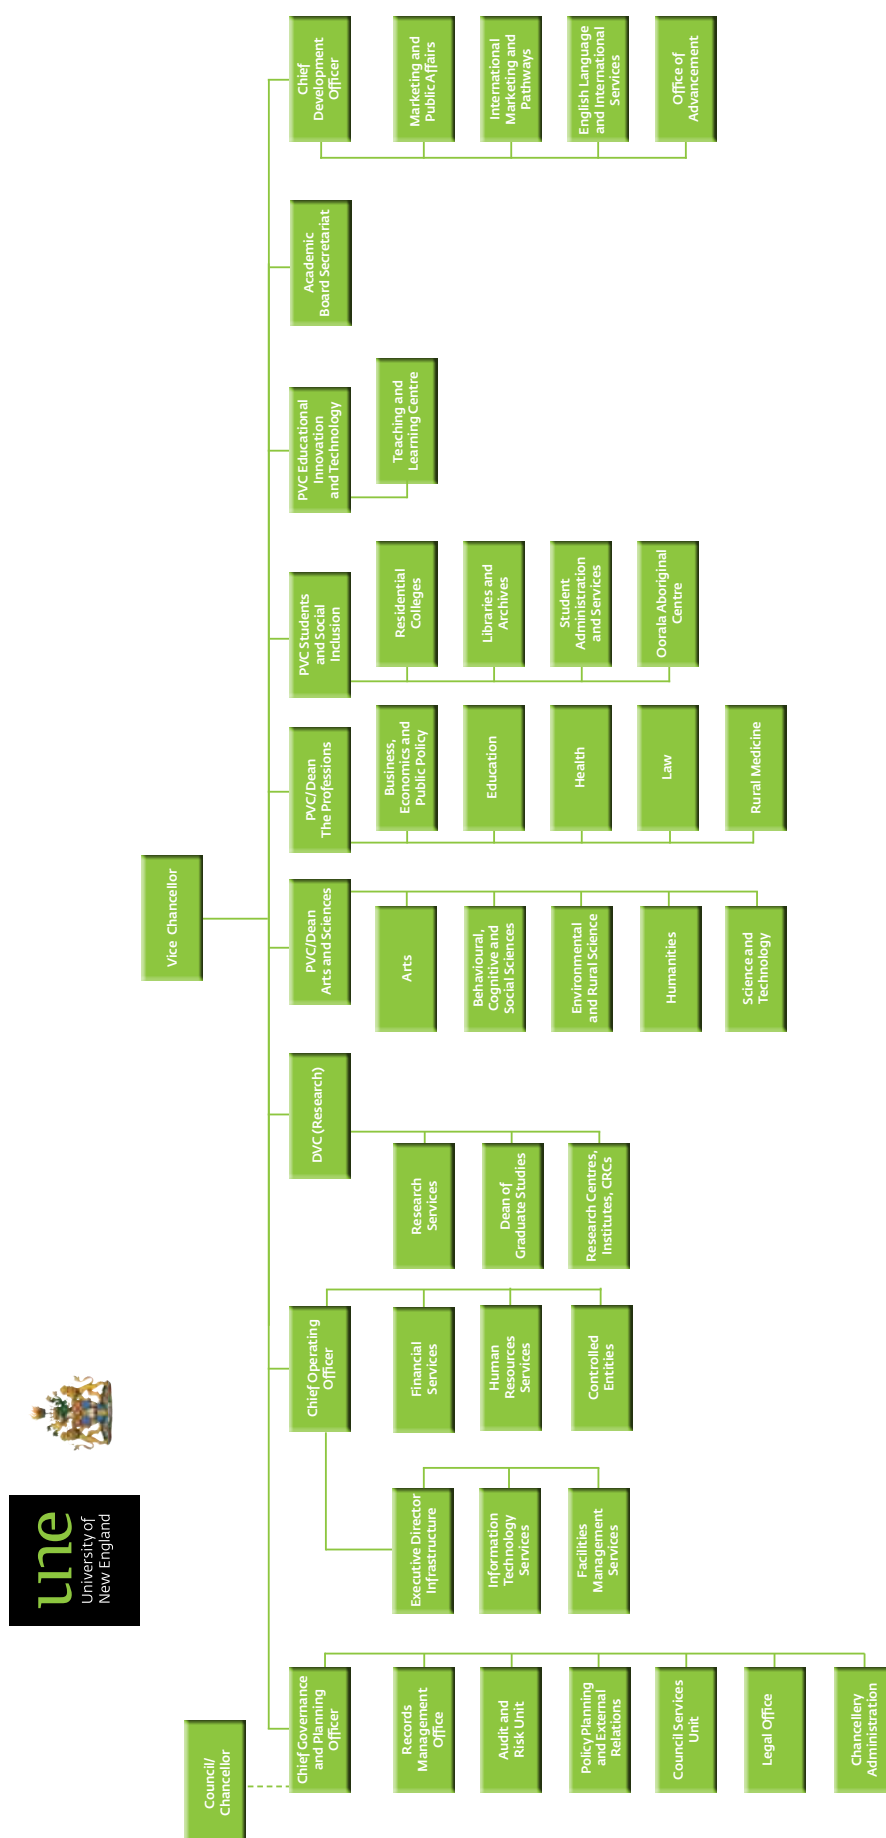 une
University of
New England
Council/
Chancellor
Vice Chancellor
Chief Governance
and Planning
Officer
Records
Management
Office
Audit and
Risk Unit
Policy Planning
and External
Relations
Council Services
Unit
Legal Office
Chancellery
Administration
Chief Operating
Officer
Executive Director
Infrastructure
Information
Technology
Services
Facilities
Management
Services
Financial
Services
Human
Resources
Services
Controlled
Entities
DVC (Research)
Research
Services
Dean of
Graduate Studies
Research Centres,
Institutes, CRCs
PVC/Dean
Arts and Sciences
Arts
Behavioural,
Cognitive and
Social Sciences
Environmental
and Rural Science
Humanities
Science and
Technology
PVC/Dean
The Professions
Business,
Economics and
Public Policy
Education
Health
Law
Rural Medicine
PVC Students
and Social
Inclusion
Residential
Colleges
Libraries and
Archives
Student
Administration
and Services
Oorala Aboriginal
Centre
PVC Educational
Innovation
and Technology
Teaching and
Learning Centre
Academic
Board Secretariat
Chief
Development
Officer
Marketing and
Public Affairs
International
Marketing and
Pathways
English Language
and International
Services
Office of
Advancement